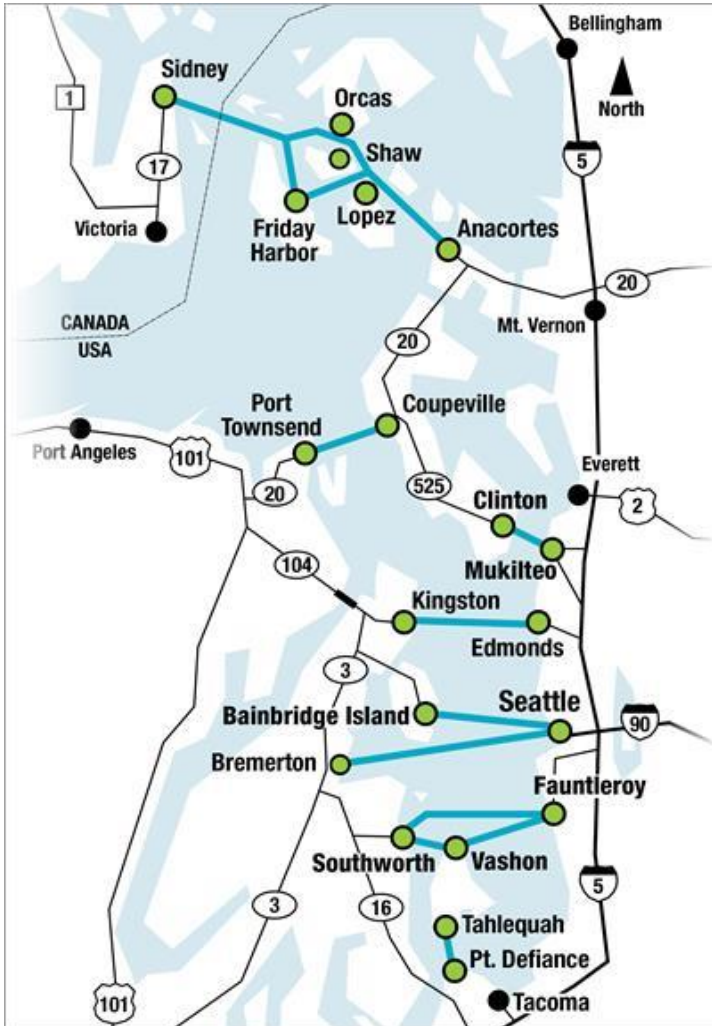 Bellingham
Sidney
North
1
Orcas
Shaw
5
17
Victoria
Friday
Harbor
Lopez
Anacortes
20
CANADA
USA
Mt. Vernon
20
Port
Townsend
Coupeville
Port Angeles
101
20
525
Everett
Clinton
2
Mukilteo
104
Kingston
Edmonds
3
Seattle
Bainbridge Island
90
Bremerton
Fauntleroy
Southworth
Vashon
5
3
16
Tahlequah
Pt. Defiance
101
Tacoma